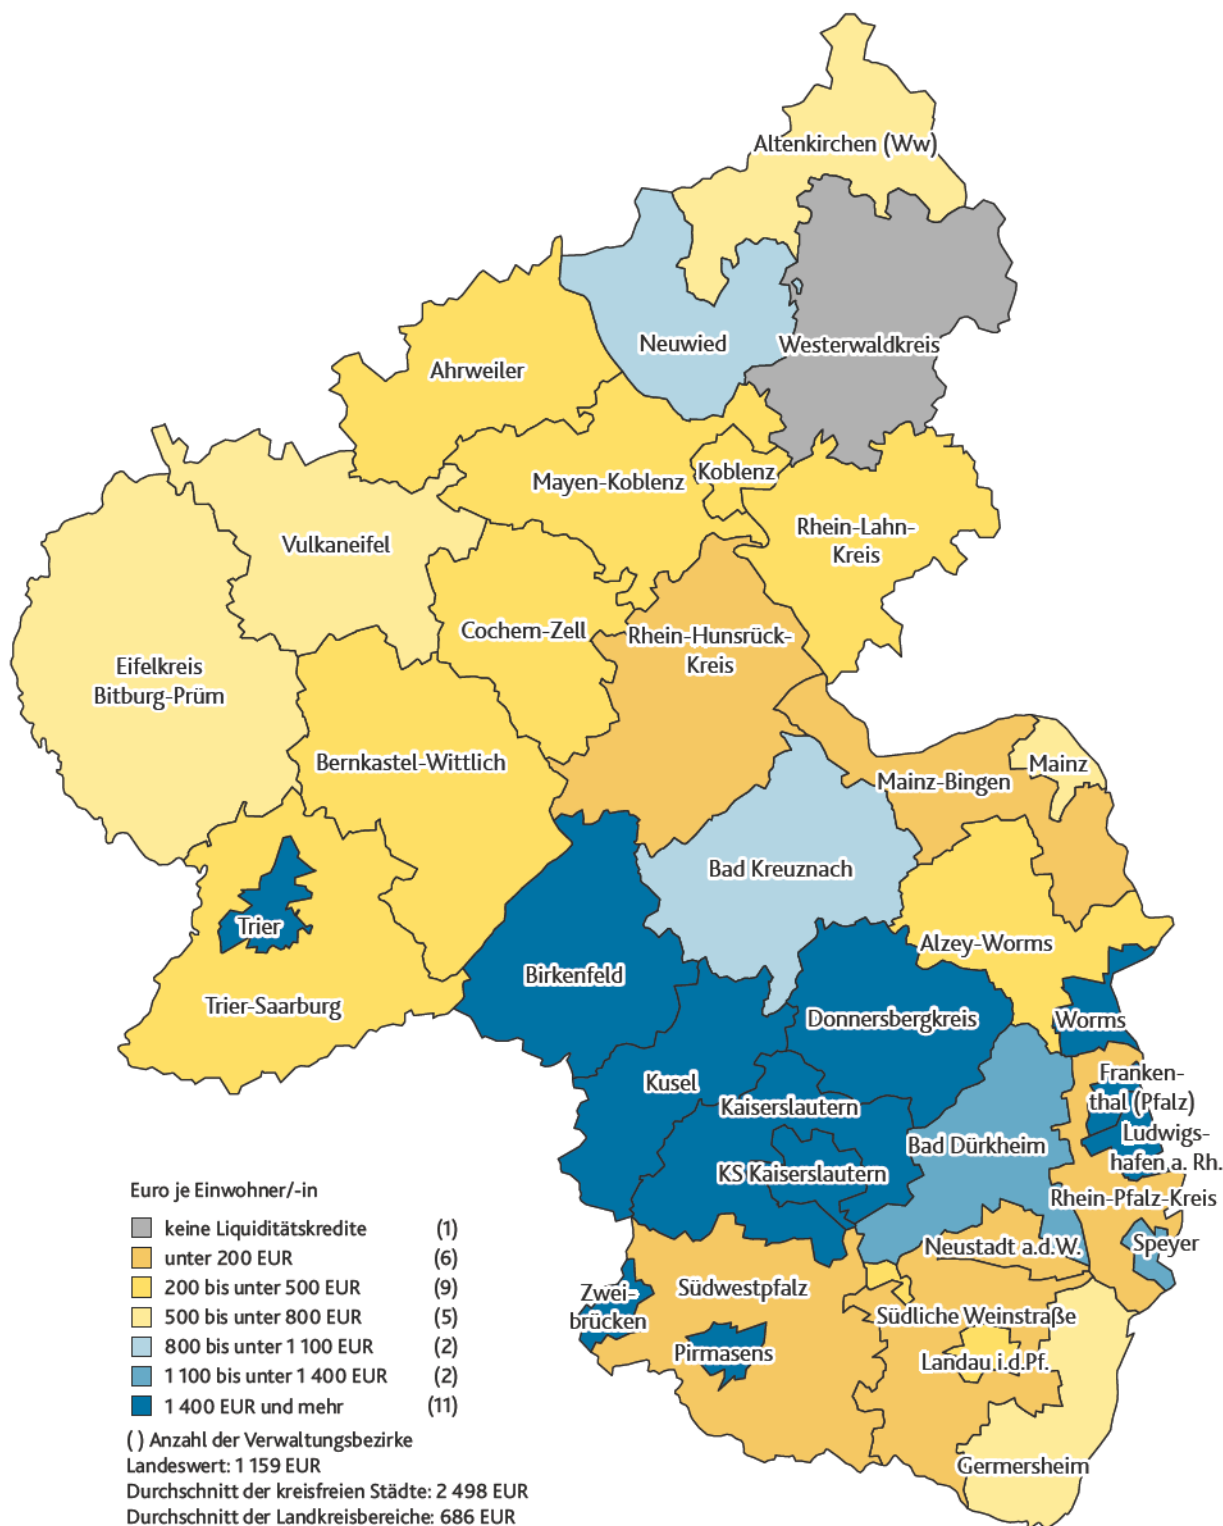 Altenkirchen (Ww)
Neuwied
Westerwaldkreis
Ahrweiler
Koblenz
Mayen-Koblenz
Rhein-Lahn-
Kreis
Vulkaneifel
Cochem-Zell
Rhein-Hunsrück-
Kreis
Eifelkreis
Bitburg-Prüm
Bernkastel-Wittlich
Mainz
Mainz-Bingen
Bad Kreuznach
Trier
Alzey-Worms
Birkenfeld
Trier-Saarburg
Donnersbergkreis
Worms
Kusel
Franken-
thal (Pfalz)
Kaiserslautern
Ludwigs-
hafen a. Rh.
Bad Dürkheim
KS Kaiserslautern
Rhein-Pfalz-Kreis
Neustadt a.d.W.
Speyer
Südwestpfalz
Zwei-
brücken
Südliche Weinstraße
Pirmasens
Landau i.d.Pf.
Germersheim
Euro je Einwohner/-in
keine Liquiditätskredite (1)
unter 200 EUR (6)
200 bis unter 500 EUR (9)
500 bis unter 800 EUR (5)
800 bis unter 1 100 EUR (2)
1 100 bis unter 1 400 EUR (2)
1 400 EUR und mehr (11)
( ) Anzahl der Verwaltungsbezirke
Landeswert: 1 159 EUR
Durchschnitt der kreisfreien Städte: 2 498 EUR
Durchschnitt der Landkreisbereiche: 686 EUR